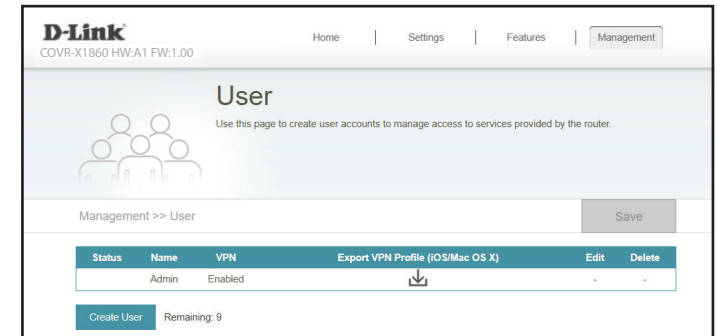 D-Link
COVR-X1860 HW:A1 FW:1.00
Home | Settings | Features | Management
User
Use this page to create user accounts to manage access to services provided by the router.
Management >> User
Save
Status Name VPN Export VPN Profile (iOS/Mac OS X) Edit Delete
Admin Enabled - -
Create User Remaining: 9